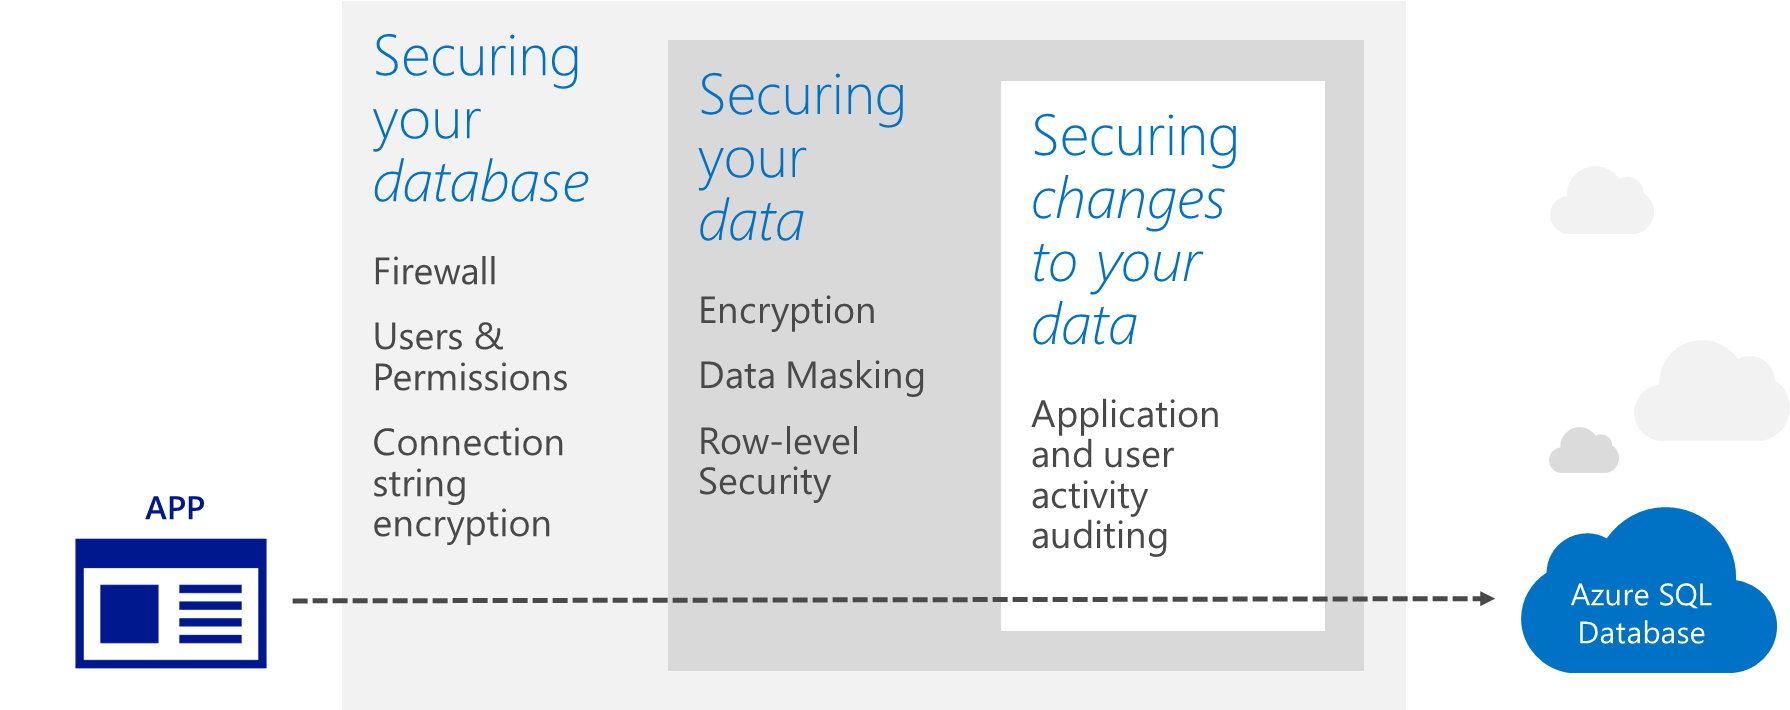 Securing
your
database
Firewall
Users &
Permissions
Connection
string
encryption
Securing
your
data
Encryption
Data Masking
Row-level
Security
Securing
changes
to your
data
Application
and user
activity
auditing
APP
Azure SQL
Database